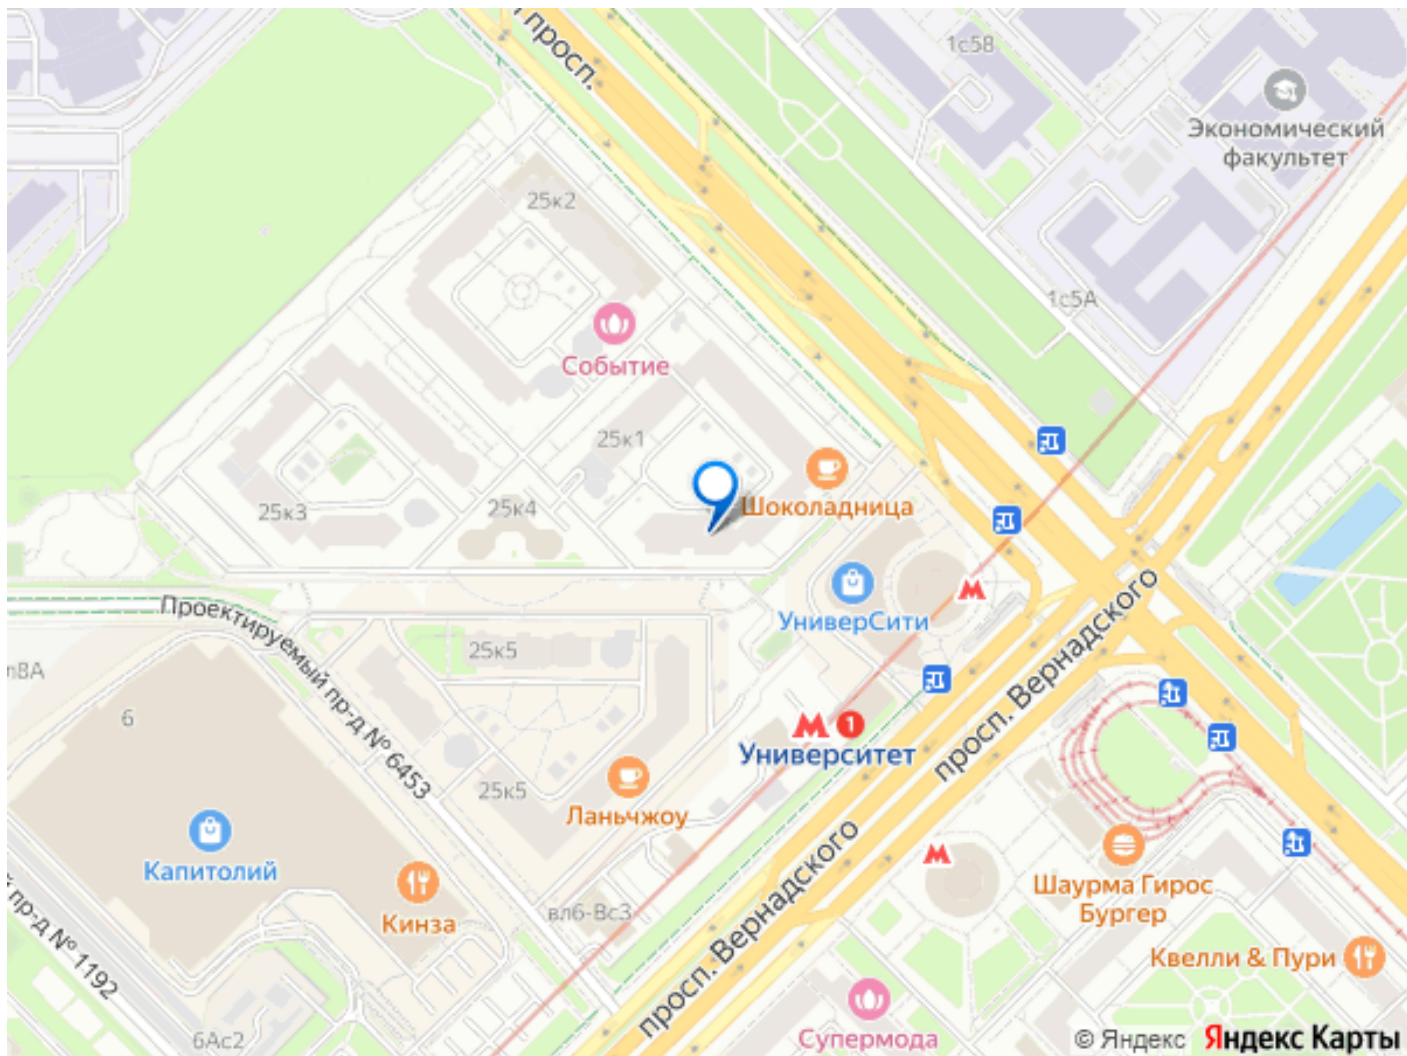 й просп.
1с58
Экономический
факультет
25к2
1с5А
Событие
25к1
Шоколадница
25к3
25к4
УниверСити
Проектируемый пр-д № 6453
25к5
6
просп. Вернадского
М 1
Университет
25к5
Ланьчжоу
Капитолий
Кинза
вл6-Вс3
Шаурма Гирос
Бургер
Квелли & Пури
й пр-д № 1192
просп. Вернадского
Супермода
6Ас2
© Яндекс Яндекс Карты